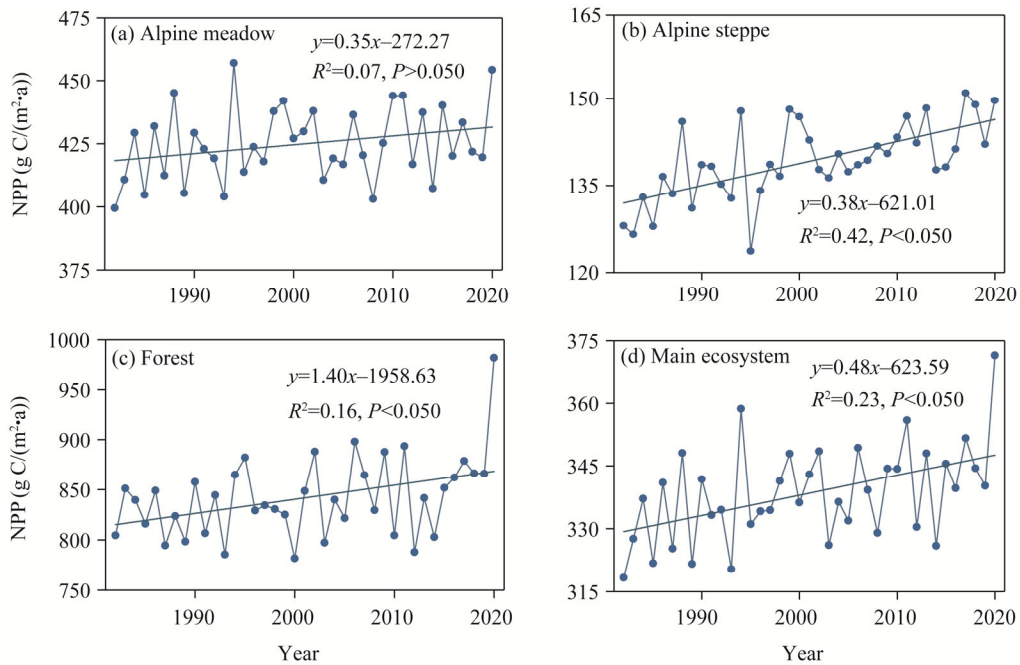 (a) Alpine meadow
y=0.35x–272.27
R²=0.07, P>0.050
NPP (g C/(m²•a))
475
450
425
400
375
1990
2000
2010
2020
(b) Alpine steppe
y=0.38x–621.01
R²=0.42, P<0.050
165
150
135
120
1990
2000
2010
2020
(c) Forest
y=1.40x–1958.63
R²=0.16, P<0.050
NPP (g C/(m²•a))
1000
950
900
850
800
750
1990
2000
2010
2020
Year
(d) Main ecosystem
y=0.48x–623.59
R²=0.23, P<0.050
375
360
345
330
315
1990
2000
2010
2020
Year